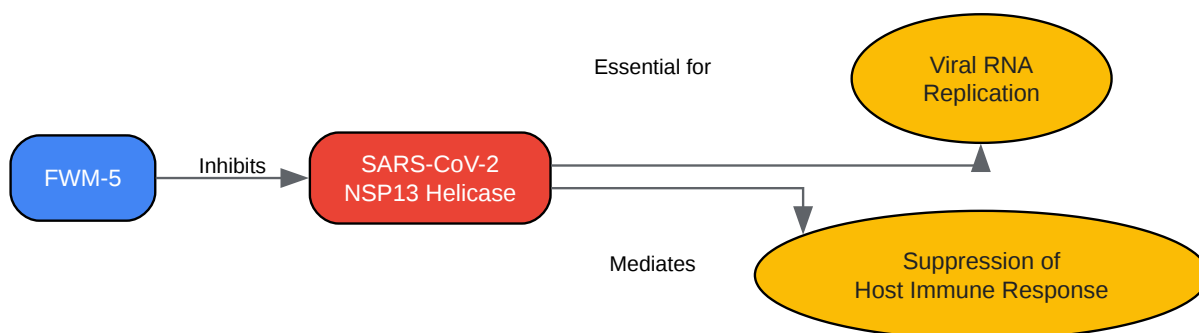 FWM-5
Inhibits
SARS-CoV-2
NSP13 Helicase
Essential for
Viral RNA
Replication
Mediates
Suppression of
Host Immune Response